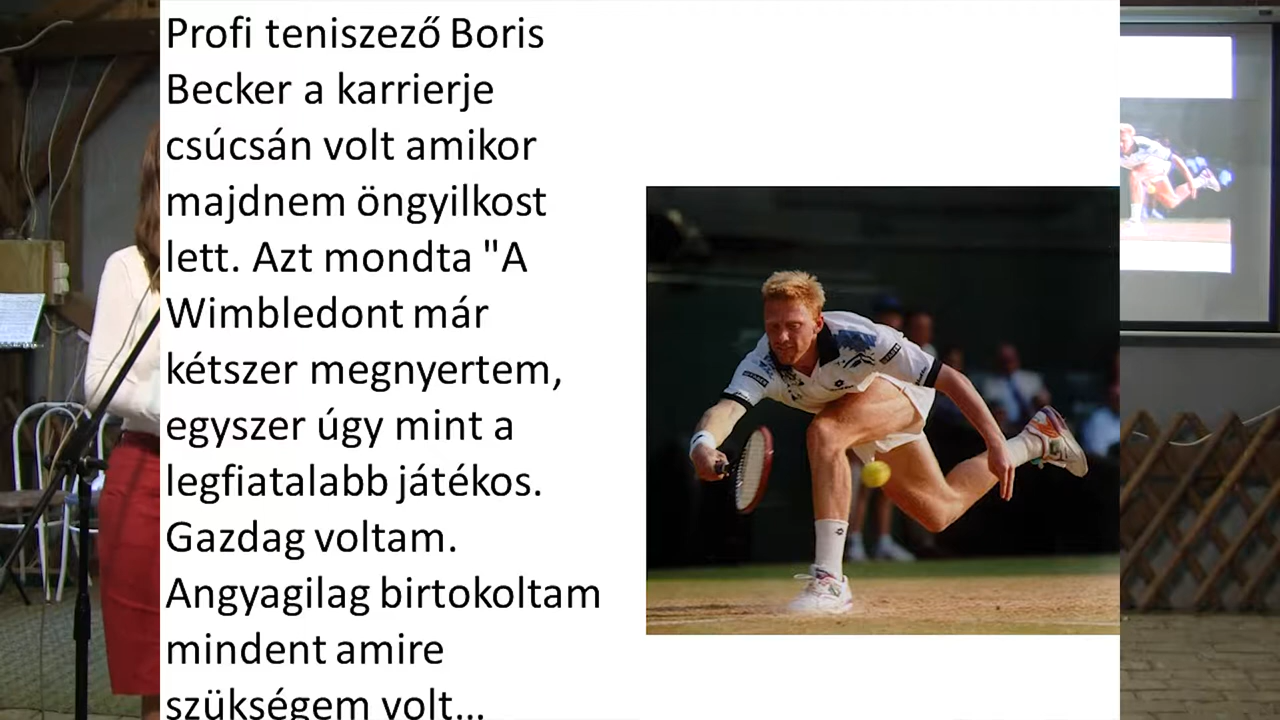 Profi teniszező Boris
Becker a karrierje
csúcsán volt amikor
majdnem öngyilkost
lett. Azt mondta "A
Wimbledont már
kétszer megnyertem,
egyszer úgy mint a
legfiatalabb játékos.
Gazdag voltam.
Angyagilag birtokoltam
mindent amire
szükségem volt...